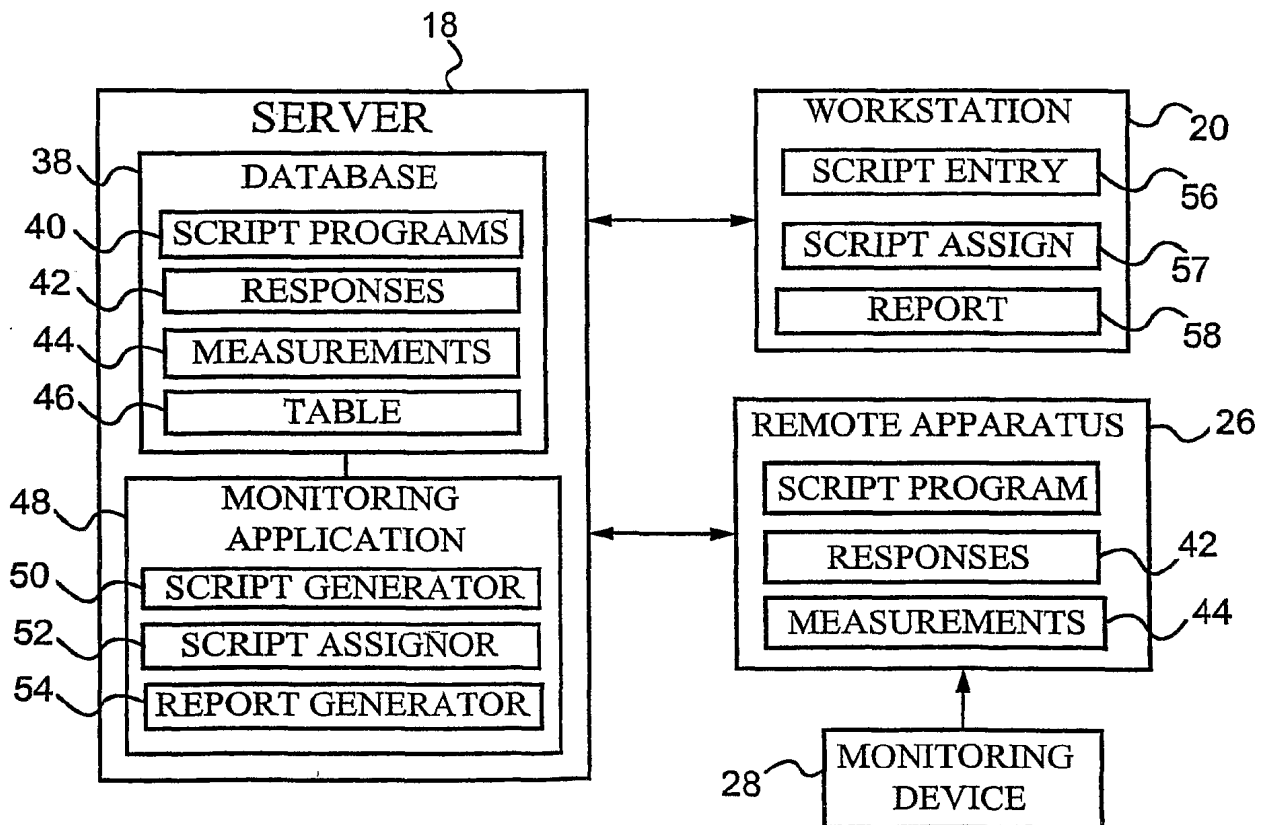 18
SERVER
38
DATABASE
40
SCRIPT PROGRAMS
42
RESPONSES
44
MEASUREMENTS
46
TABLE
48
MONITORING
APPLICATION
50
SCRIPT GENERATOR
52
SCRIPT ASSIGNOR
54
REPORT GENERATOR
WORKSTATION
20
SCRIPT ENTRY
56
SCRIPT ASSIGN
57
REPORT
58
REMOTE APPARATUS
26
SCRIPT PROGRAM
RESPONSES
42
MEASUREMENTS
44
28
MONITORING
DEVICE